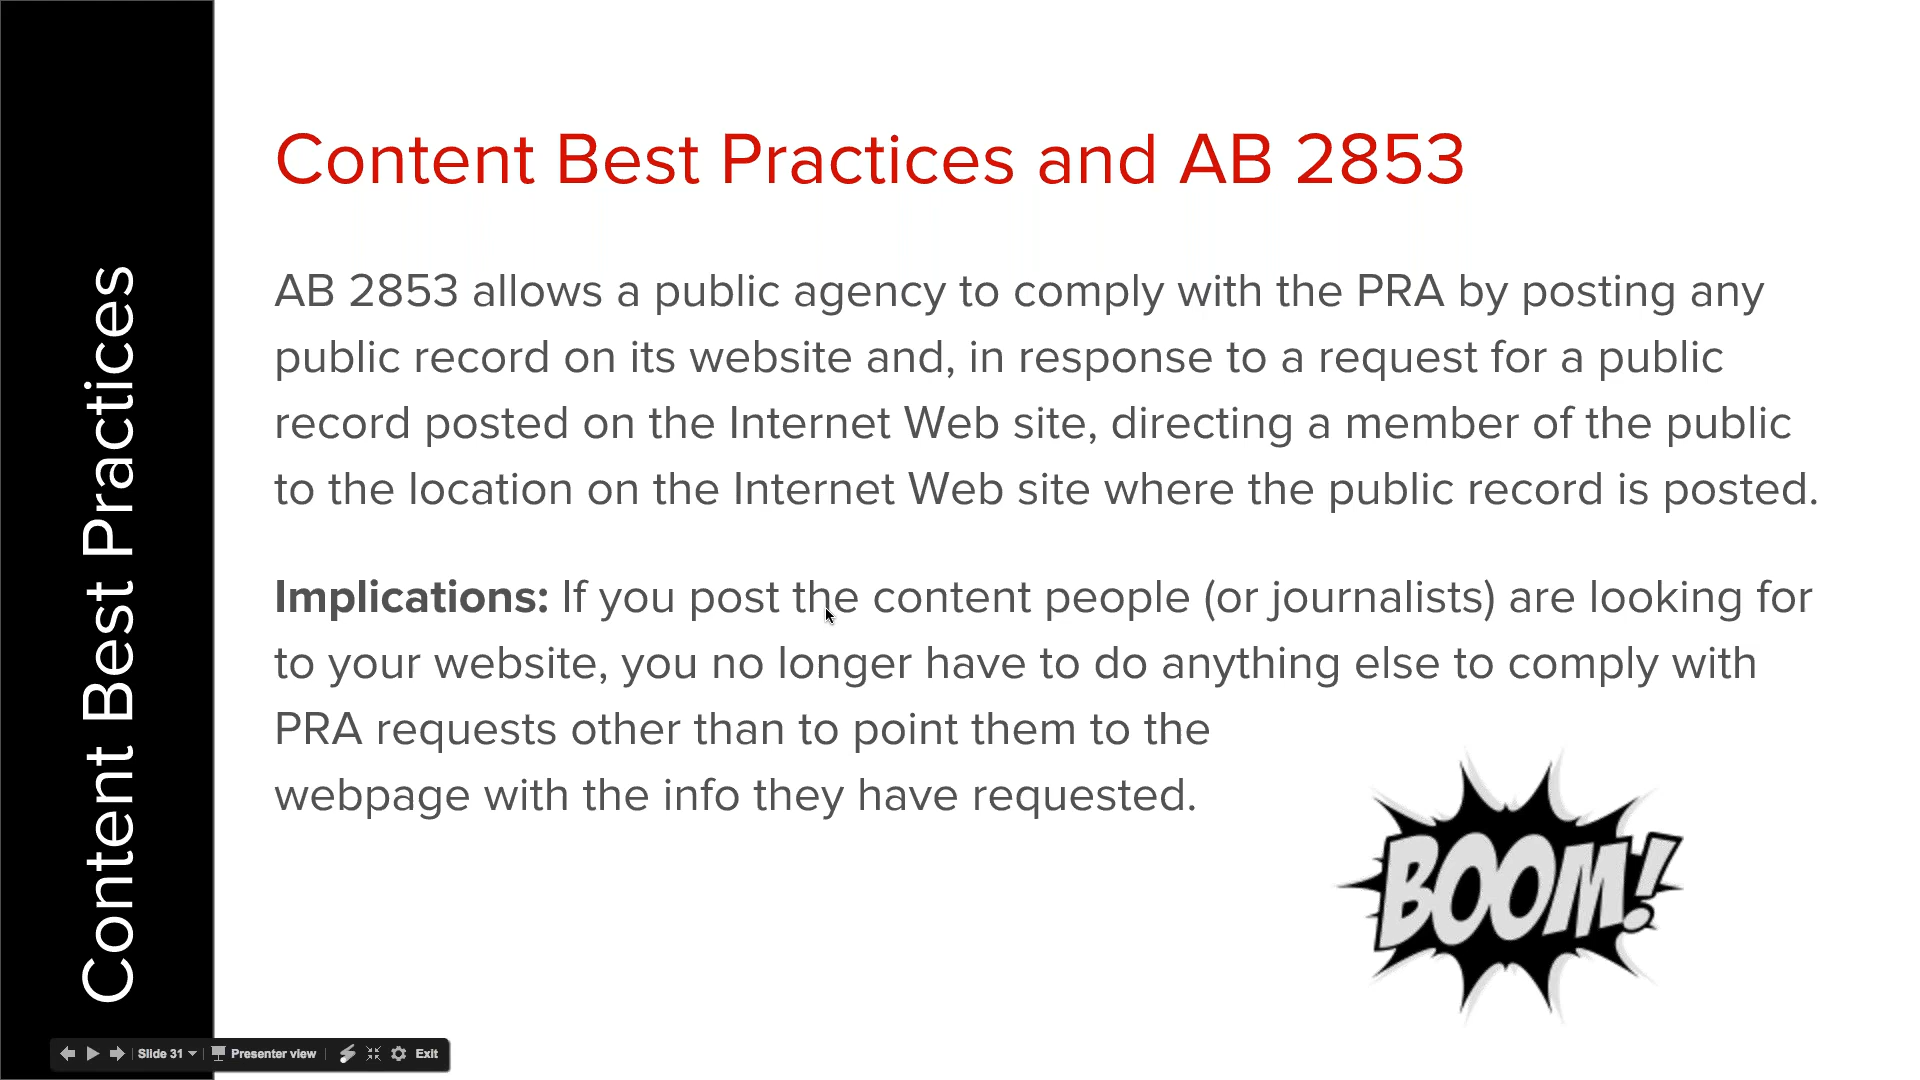 Content Best Practices
Content Best Practices and AB 2853
AB 2853 allows a public agency to comply with the PRA by posting any
public record on its website and, in response to a request for a public
record posted on the Internet Web site, directing a member of the public
to the location on the Internet Web site where the public record is posted.
Implications: If you post the content people (or journalists) are looking for
to your website, you no longer have to do anything else to comply with
PRA requests other than to point them to the
webpage with the info they have requested.
BOOM!
Slide 31 Presenter view Exit